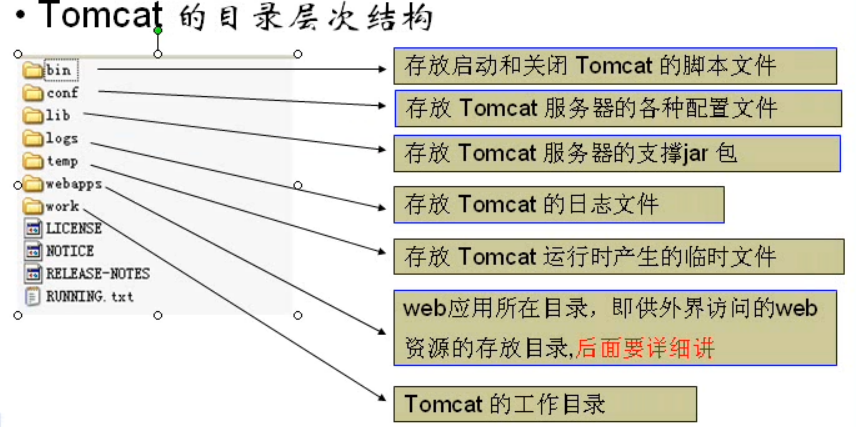 • Tomcat 的目录层次结构
bin
conf
lib
logs
temp
webapps
work
LICENSE
NOTICE
RELEASE-NOTES
RUNNING.txt
存放启动和关闭 Tomcat 的脚本文件
存放 Tomcat 服务器的各种配置文件
存放 Tomcat 服务器的支撑jar 包
存放 Tomcat 的日志文件
存放 Tomcat 运行时产生的临时文件
web应用所在目录，即供外界访问的web
资源的存放目录,后面要详细讲
Tomcat 的工作目录